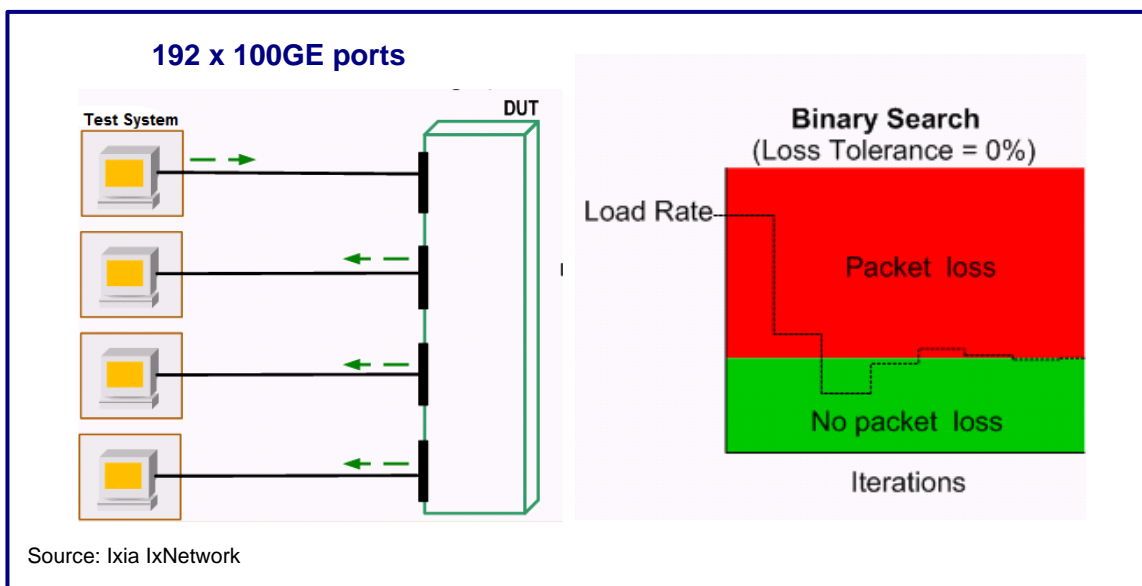 192 x 100GE ports
DUT
Test System
Binary Search
(Loss Tolerance = 0%)
Load Rate
Packet loss
No packet loss
Iterations
Source: Ixia IxNetwork